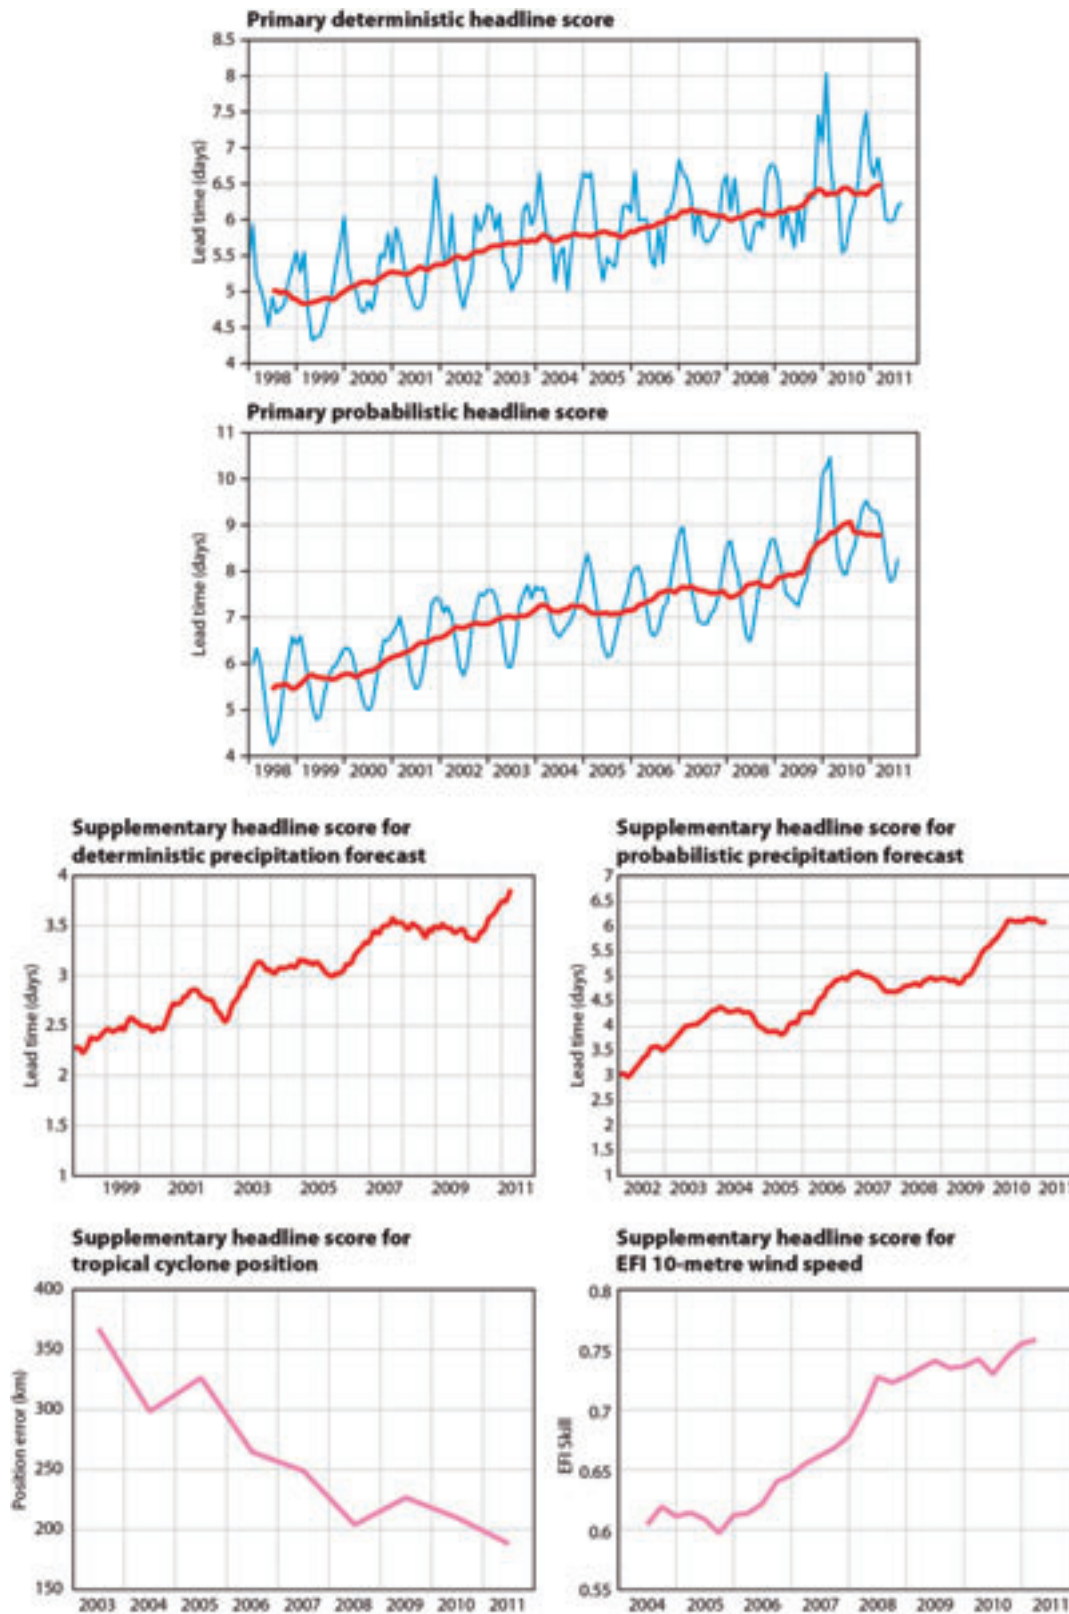 Primary deterministic headline score
8.5
8
7.5
7
6.5
6
5.5
5
4.5
4
Lead time (days)
1998 1999 2000 2001 2002 2003 2004 2005 2006 2007 2008 2009 2010 2011
Primary probabilistic headline score
11
10
9
8
7
6
5
4
Lead time (days)
1998 1999 2000 2001 2002 2003 2004 2005 2006 2007 2008 2009 2010 2011
Supplementary headline score for
deterministic precipitation forecast
4
3.5
3
2.5
2
1.5
1
Lead time (days)
1999 2001 2003 2005 2007 2009 2011
Supplementary headline score for
probabilistic precipitation forecast
7
6.5
6
5.5
5
4.5
4
3.5
3
2.5
2
1.5
1
Lead time (days)
2002 2003 2004 2005 2006 2007 2008 2009 2010 2011
Supplementary headline score for
tropical cyclone position
400
350
300
250
200
150
Position error (km)
2003 2004 2005 2006 2007 2008 2009 2010 2011
Supplementary headline score for
EFI 10-metre wind speed
0.8
0.75
0.7
0.65
0.6
0.55
EFI Skill
2004 2005 2006 2007 2008 2009 2010 2011